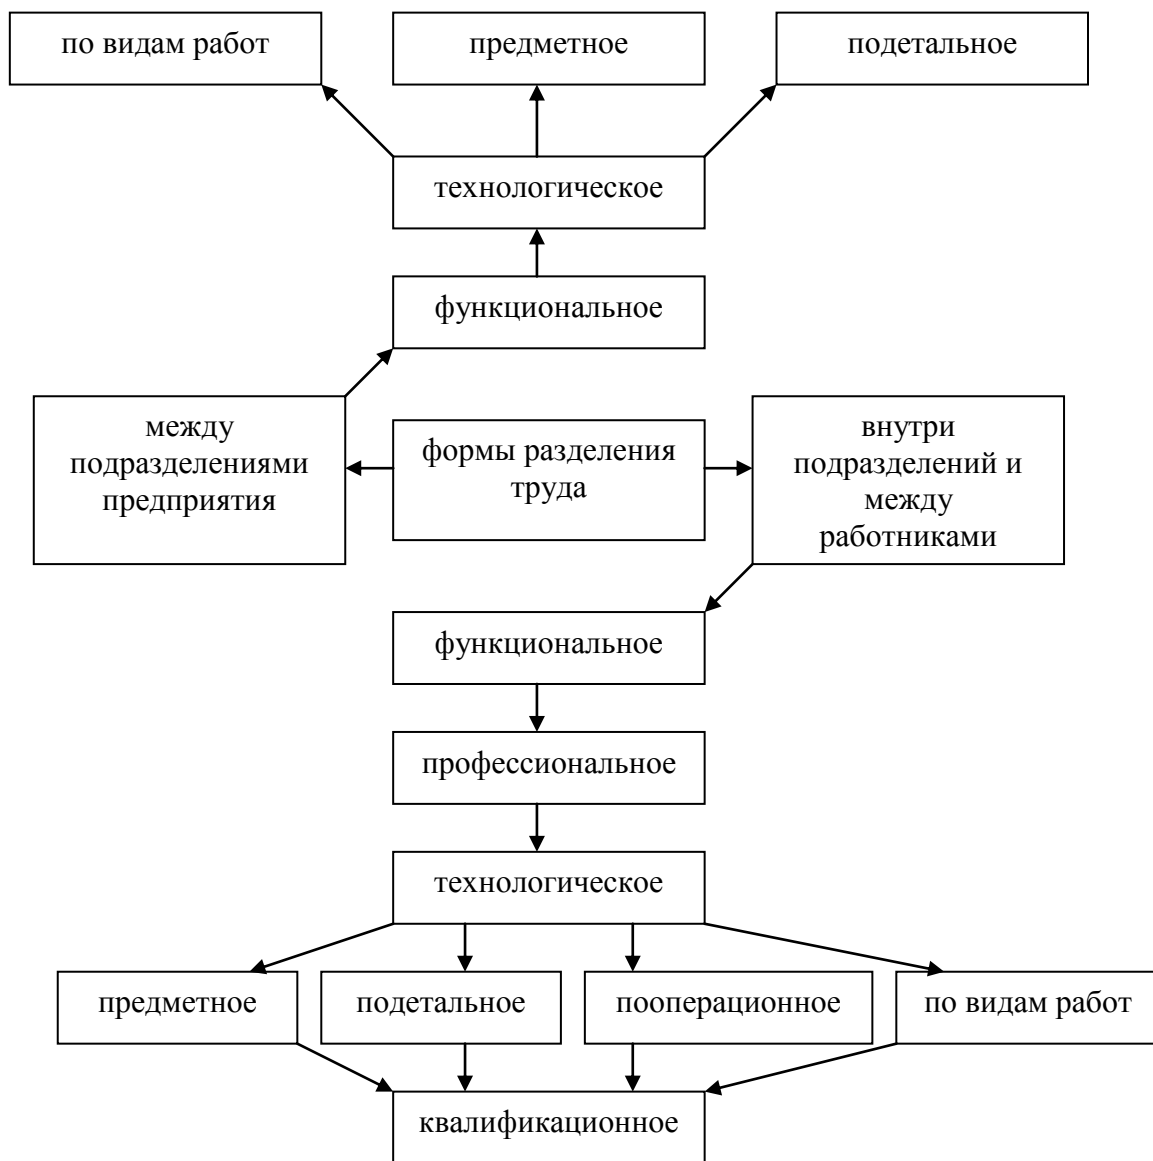 по видам работ
предметное
подетальное
технологическое
функциональное
между
подразделениями
предприятия
формы разделения
труда
внутри
подразделений и
между
работниками
функциональное
профессиональное
технологическое
предметное
подетальное
пооперационное
по видам работ
квалификационное